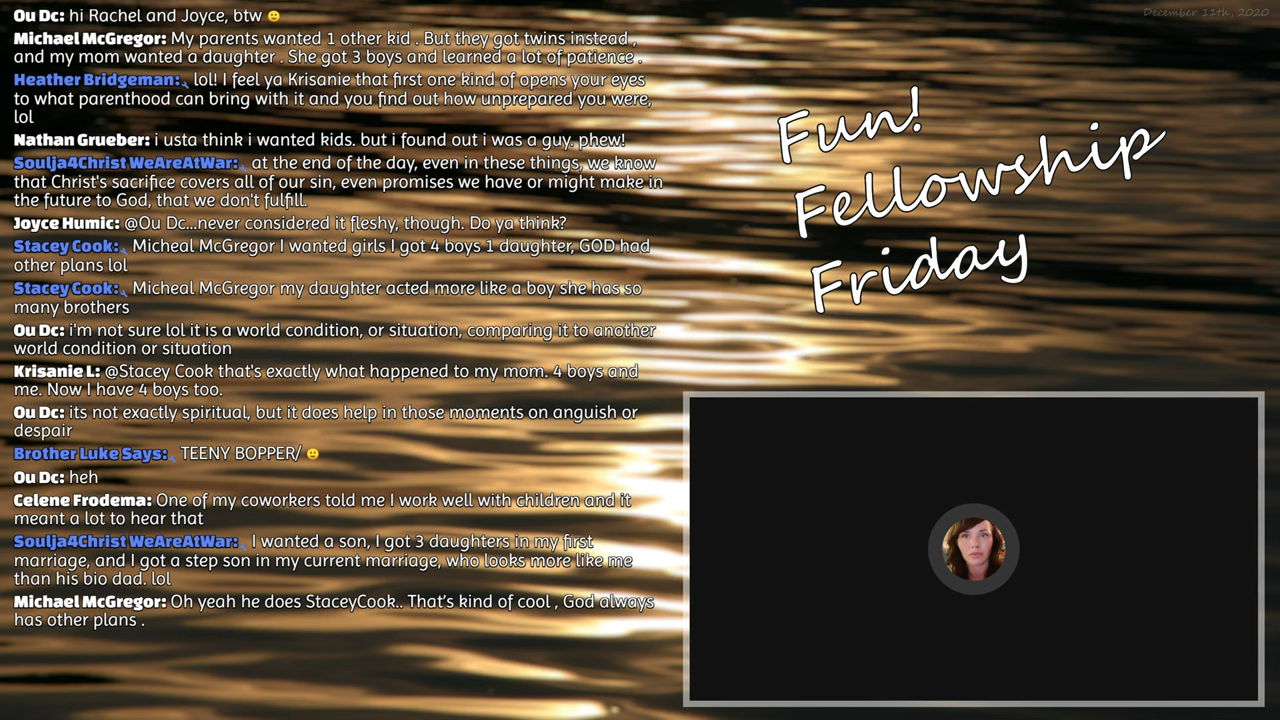 Ou Dc: hi Rachel and Joyce, btw 🙂
Michael McGregor: My parents wanted 1 other kid . But they got twins instead ,
and my mom wanted a daughter . She got 3 boys and learned a lot of patience .
Heather Bridgeman: lol! I feel ya Krisanie that first one kind of opens your eyes
to what parenthood can bring with it and you find out how unprepared you were,
lol
Nathan Grueber: i usta think i wanted kids. but i found out i was a guy. phew!
Soulja4Christ WeAreAtWar: at the end of the day, even in these things, we know
that Christ's sacrifice covers all of our sin, even promises we have or might make in
the future to God, that we don't fulfill.
Joyce Humic: @Ou Dc...never considered it fleshy, though. Do ya think?
Stacey Cook: Micheal McGregor I wanted girls I got 4 boys 1 daughter, GOD had
other plans lol
Stacey Cook: Micheal McGregor my daughter acted more like a boy she has so
many brothers
Ou Dc: i'm not sure lol it is a world condition, or situation, comparing it to another
world condition or situation
Krisanie L: @Stacey Cook that's exactly what happened to my mom. 4 boys and
me. Now I have 4 boys too.
Ou Dc: its not exactly spiritual, but it does help in those moments on anguish or
despair
Brother Luke Says: TEENY BOPPER/ 🙂
Ou Dc: heh
Celene Frodema: One of my coworkers told me I work well with children and it
meant a lot to hear that
Soulja4Christ WeAreAtWar: I wanted a son, I got 3 daughters in my first
marriage, and I got a step son in my current marriage, who looks more like me
than his bio dad. lol
Michael McGregor: Oh yeah he does StaceyCook.. That's kind of cool , God always
has other plans .
December 11th, 2020
Fun!
Fellowship
Friday